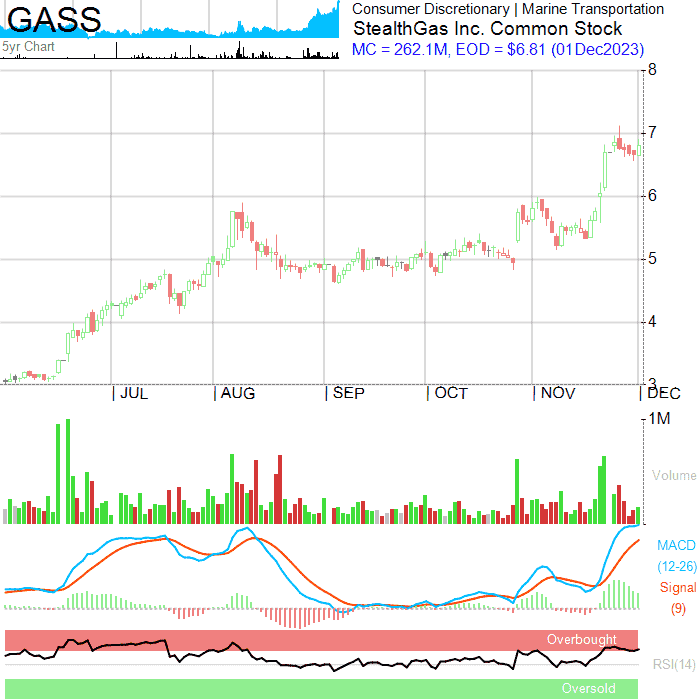 GASS
5yr Chart
Consumer Discretionary | Marine Transportation
StealthGas Inc. Common Stock
MC = 262.1M, EOD = $6.81 (01Dec2023)
8
7
6
5
4
3
JUL
AUG
SEP
OCT
NOV
DEC
1M
Volume
MACD
(12-26)
Signal
(9)
Overbought
RSI(14)
Oversold